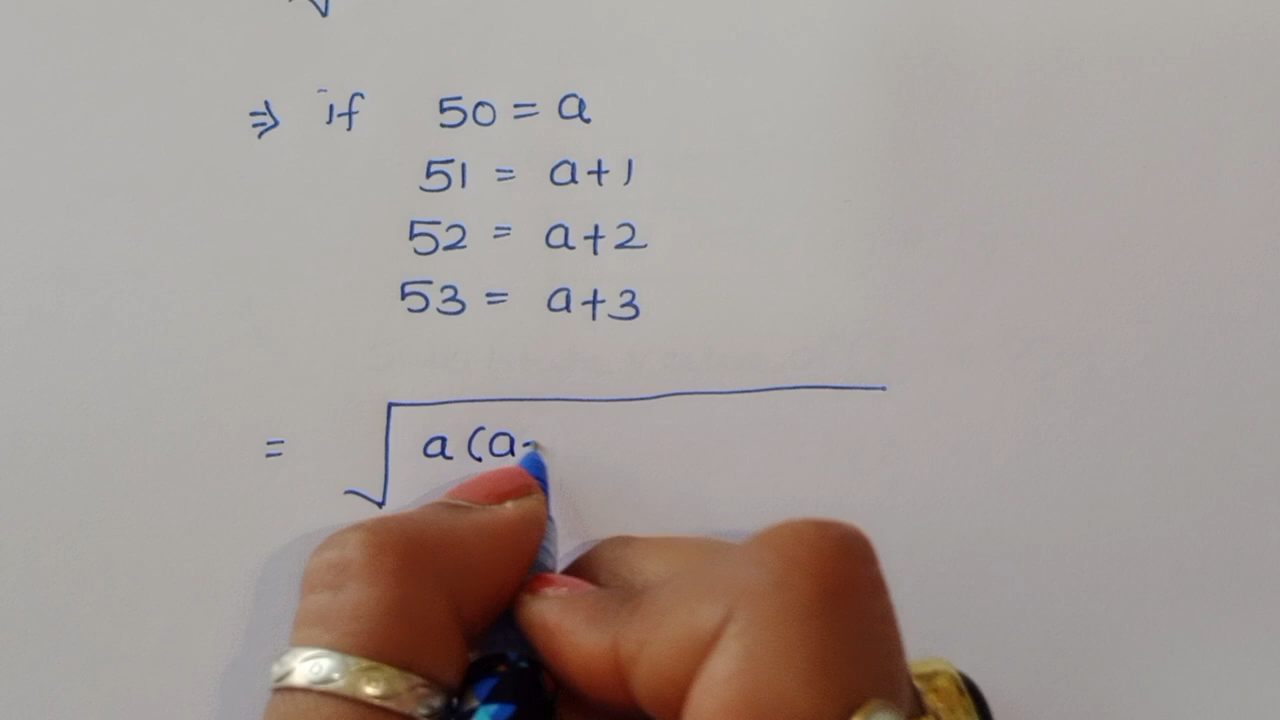 ⇒ if 50 = a
51 = a+1
52 = a+2
53 = a+3
= √ a(a